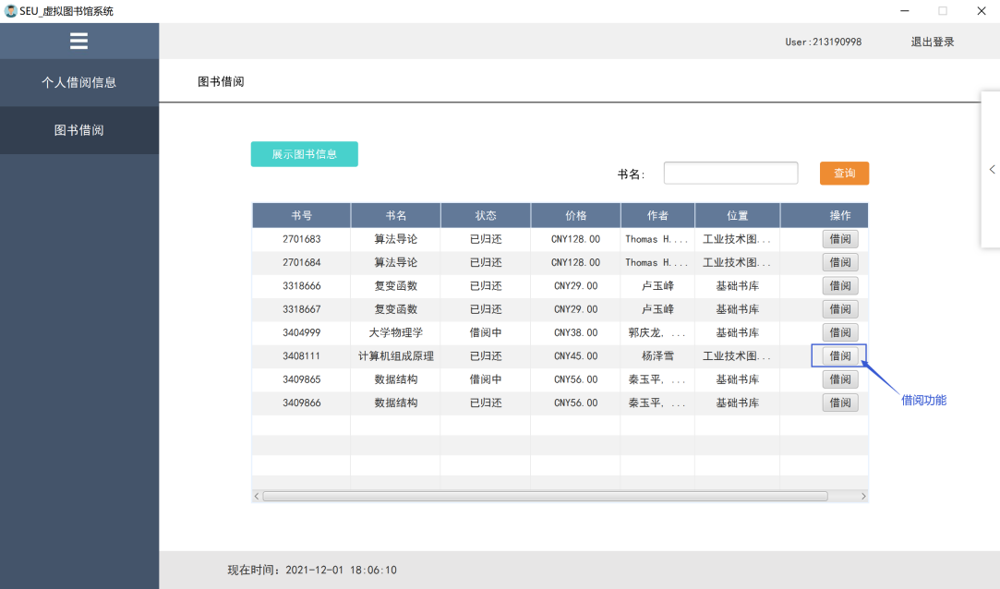 SEU_虚拟图书馆系统
User:213190998 退出登录
个人借阅信息
图书借阅
图书借阅
展示图书信息
书名: 查询
书号 书名 状态 价格 作者 位置 操作
2701683 算法导论 已归还 CNY128.00 Thomas H.... 工业技术图... 借阅
2701684 算法导论 已归还 CNY128.00 Thomas H.... 工业技术图... 借阅
3318666 复变函数 已归还 CNY29.00 卢玉峰 基础书库 借阅
3318667 复变函数 已归还 CNY29.00 卢玉峰 基础书库 借阅
3404999 大学物理学 借阅中 CNY38.00 郭庆龙, ... 基础书库 借阅
3408111 计算机组成原理 已归还 CNY45.00 杨泽雪 工业技术图... 借阅
3409865 数据结构 借阅中 CNY56.00 秦玉平, ... 基础书库 借阅
3409866 数据结构 已归还 CNY56.00 秦玉平, ... 基础书库 借阅
借阅功能
现在时间：2021-12-01 18:06:10